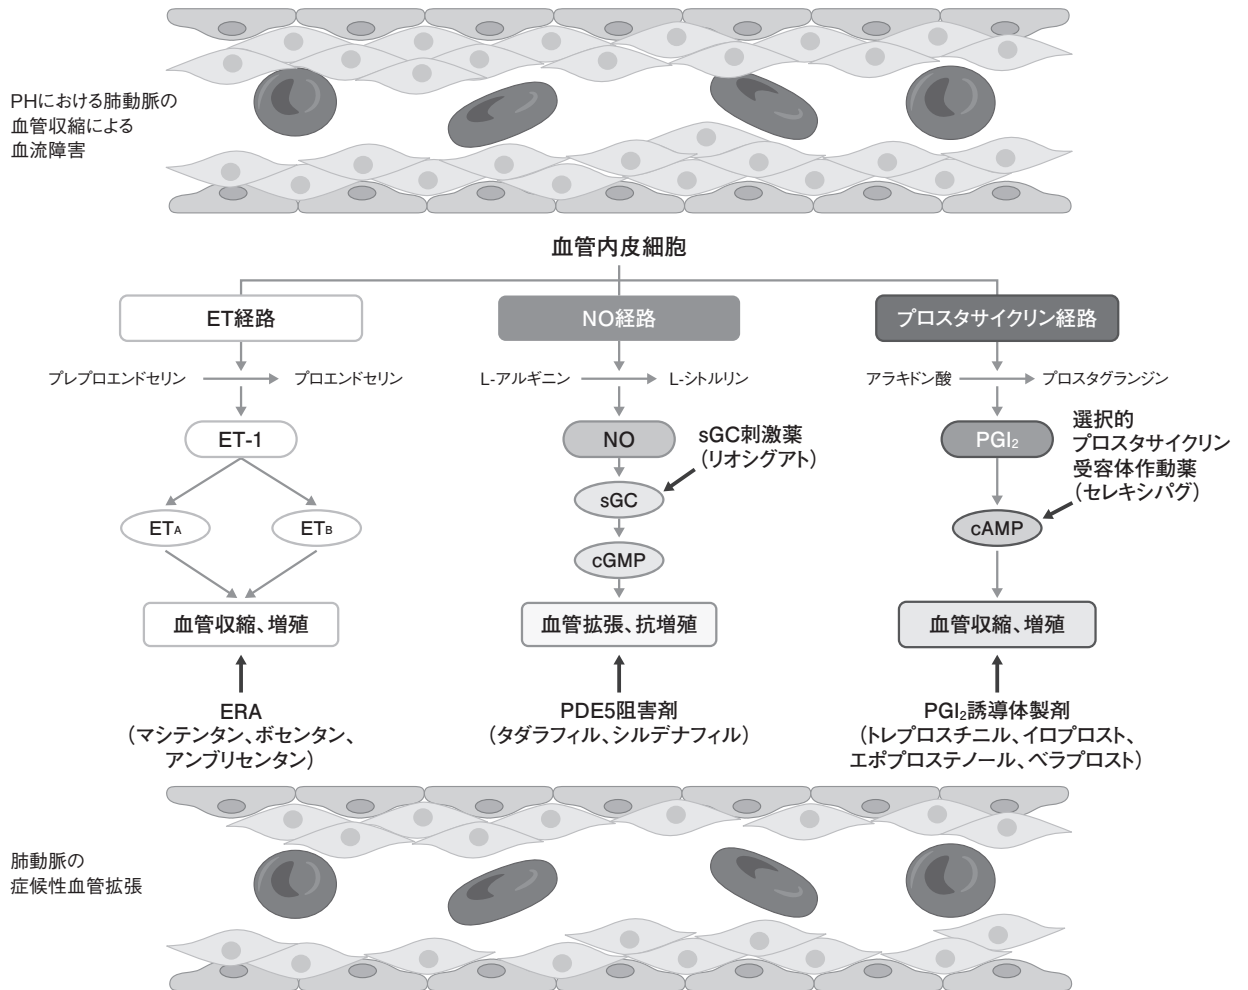 PHにおける肺動脈の
血管収縮による
血流障害
血管内皮細胞
ET経路
NO経路
プロスタサイクリン経路
プレプロエンドセリン
プロエンドセリン
L-アルギニン
L-シトルリン
アラキドン酸
プロスタグランジン
ET-1
NO
sGC刺激薬
(リオシグアト)
PGI₂
選択的
プロスタサイクリン
受容体作動薬
(セレキシパグ)
ETA
ETB
sGC
cGMP
cAMP
血管収縮、増殖
血管拡張、抗増殖
血管収縮、増殖
ERA
(マシテンタン、ボセンタン、
アンブリセンタン)
PDE5阻害剤
(タダラフィル、シルデナフィル)
PGI₂誘導体製剤
(トレプロスチニル、イロプロスト、
エポプロステノール、ベラプロスト)
肺動脈の
症候性血管拡張